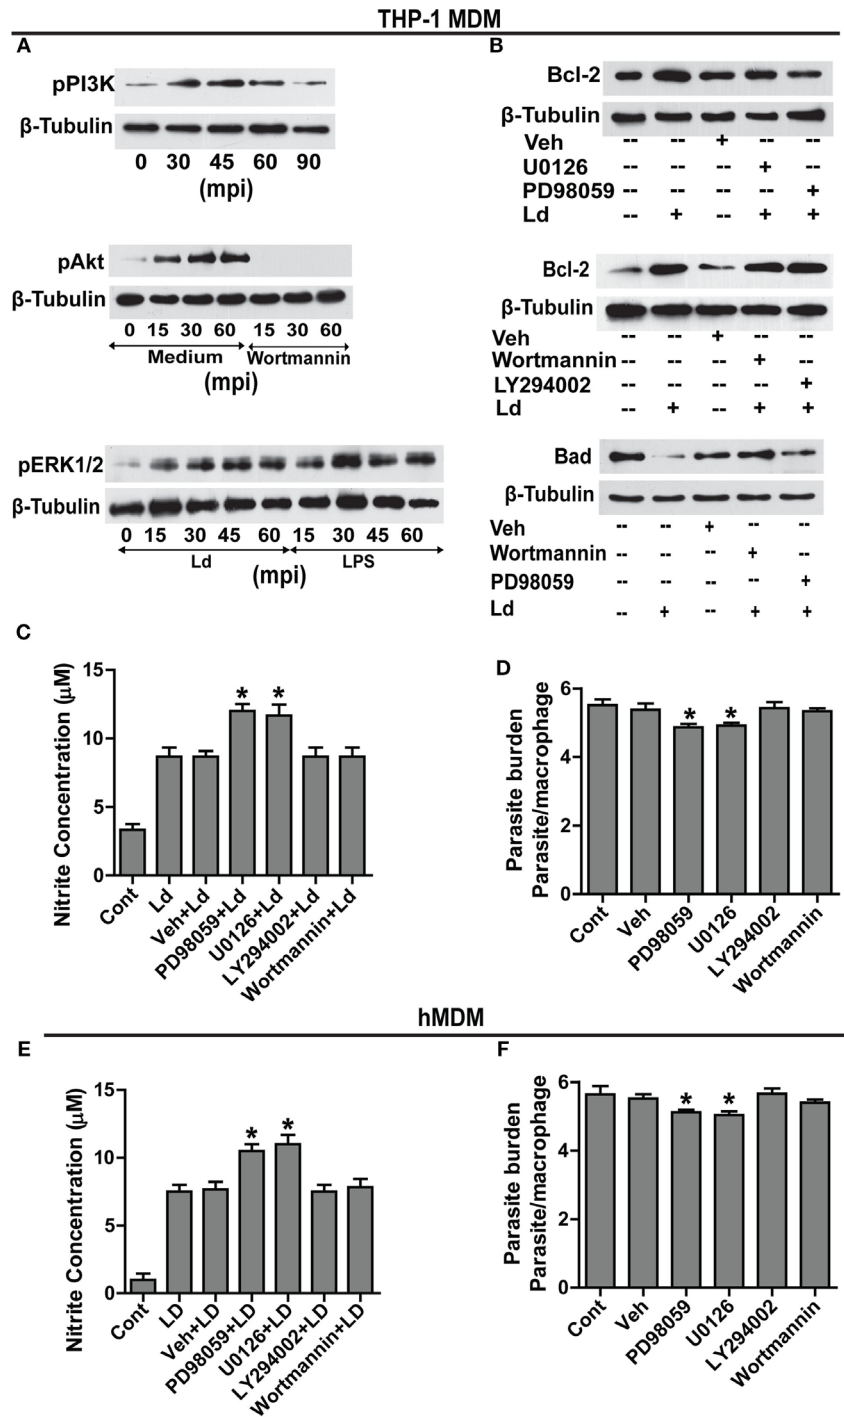 THP-1 MDM
A
pPI3K
β-Tubulin
0 30 45 60 90
(mpi)
pAkt
β-Tubulin
0 15 30 60 15 30 60
Medium Wortmannin
(mpi)
pERK1/2
β-Tubulin
0 15 30 45 60 15 30 45 60
Ld LPS
(mpi)
B
Bcl-2
β-Tubulin
Veh -- -- + -- --
U0126 -- -- -- + --
PD98059 -- -- -- -- +
Ld -- + -- + +
Bcl-2
β-Tubulin
Veh -- -- + -- --
Wortmannin -- -- -- + --
LY294002 -- -- -- -- +
Ld -- + -- + +
Bad
β-Tubulin
Veh -- -- + -- --
Wortmannin -- -- -- + --
PD98059 -- -- -- -- +
Ld -- + -- + +
C
Nitrite Concentration (μM)
15
10
5
0
* *
Cont
Ld
Veh+Ld
PD98059+Ld
U0126+Ld
LY294002+Ld
Wortmannin+Ld
D
Parasite burden
Parasite/macrophage
6
4
2
0
* *
Cont
Veh
PD98059
U0126
LY294002
Wortmannin
hMDM
E
Nitrite Concentration (μM)
15
10
5
0
* *
Cont
LD
Veh+LD
PD98059+LD
U0126+LD
LY294002+LD
Wortmannin+LD
F
Parasite burden
Parasite/macrophage
6
4
2
0
* *
Cont
Veh
PD98059
U0126
LY294002
Wortmannin